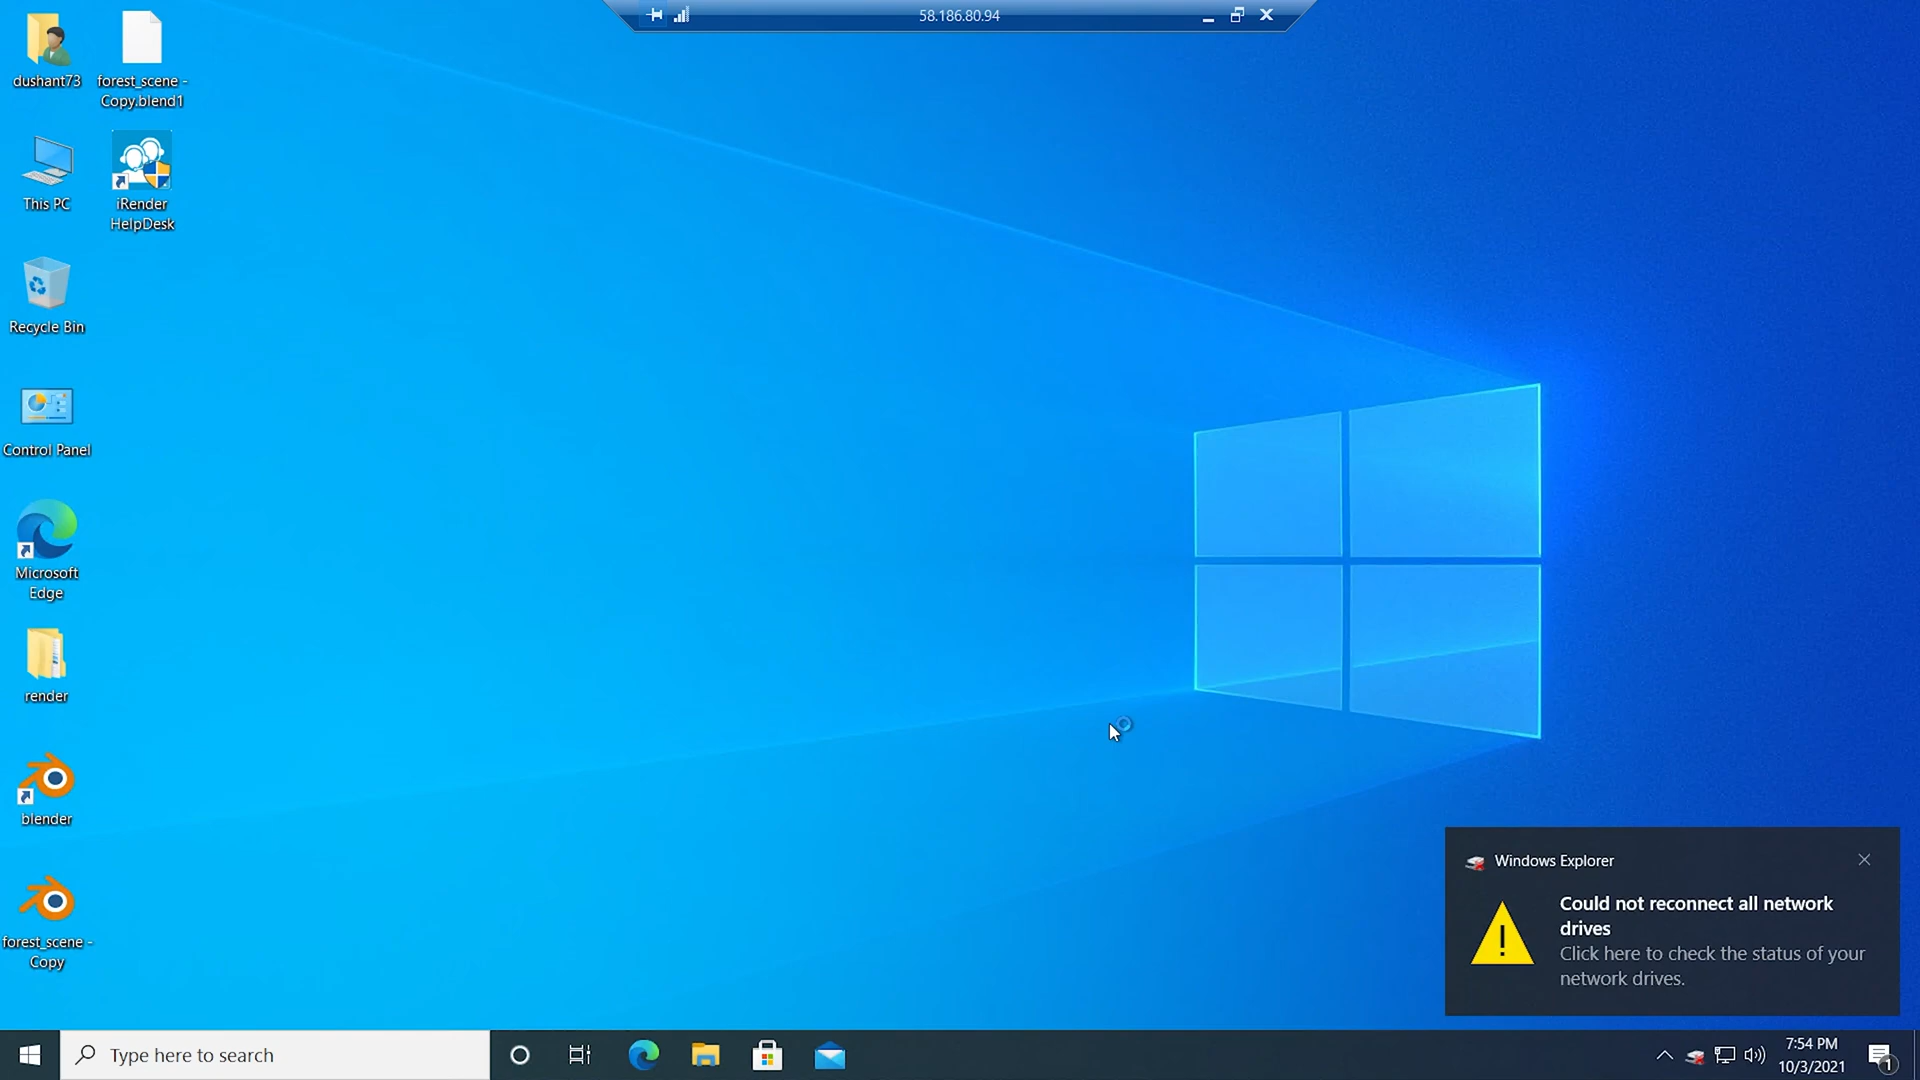 58.186.80.94
dushant73
forest_scene -
Copy.blend1
This PC
iRender
HelpDesk
Recycle Bin
Control Panel
Microsoft
Edge
render
blender
forest_scene -
Copy
Windows Explorer
Could not reconnect all network
drives
Click here to check the status of your
network drives.
Type here to search
7:54 PM
10/3/2021
1